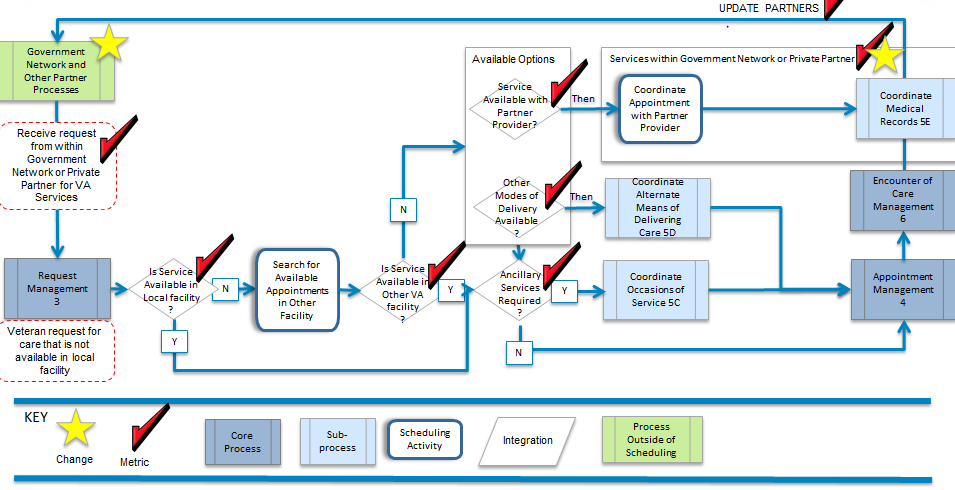 UPDATE PARTNERS
Government
Network and
Other Partner
Processes
Receive request
from within
Government
Network or Private
Partner for VA
Services
Request
Management
3
Veteran request for
care that is not
available in local
facility
Is Service
Available in
Local facility
?
N
Y
Search for
Available
Appointments
in Other
Facility
Is Service
Available in
Other VA
facility
?
N
Y
Available Options
Service
Available with
Partner
Provider?
Then
Other
Modes of
Delivery
Available
?
Then
Ancillary
Services
Required
?
Y
N
Services within Government Network or Private Partner
Coordinate
Appointment
with Partner
Provider
Coordinate
Medical
Records 5E
Coordinate
Alternate
Means of
Delivering
Care 5D
Coordinate
Occasions
of Service 5C
Encounter of
Care
Management
6
Appointment
Management
4
KEY
Change
Metric
Core
Process
Sub-
process
Scheduling
Activity
Integration
Process
Outside of
Scheduling